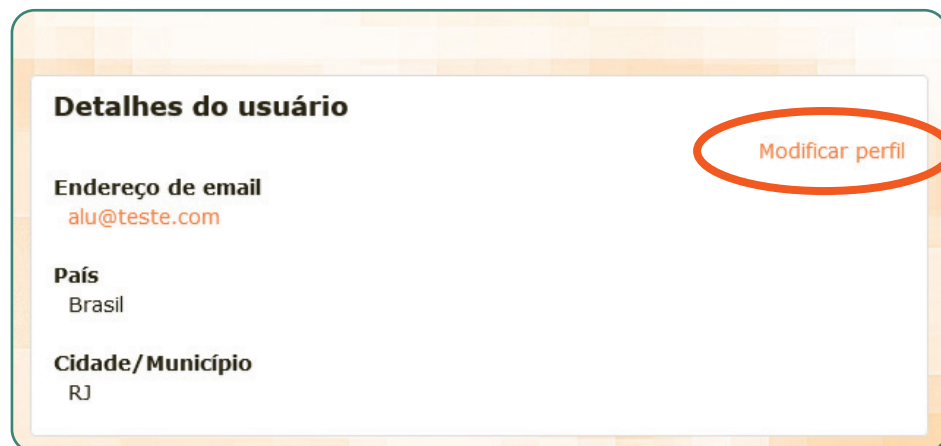 Detalhes do usuário
Modificar perfil
Endereço de email
alu@teste.com
País
Brasil
Cidade/Município
RJ